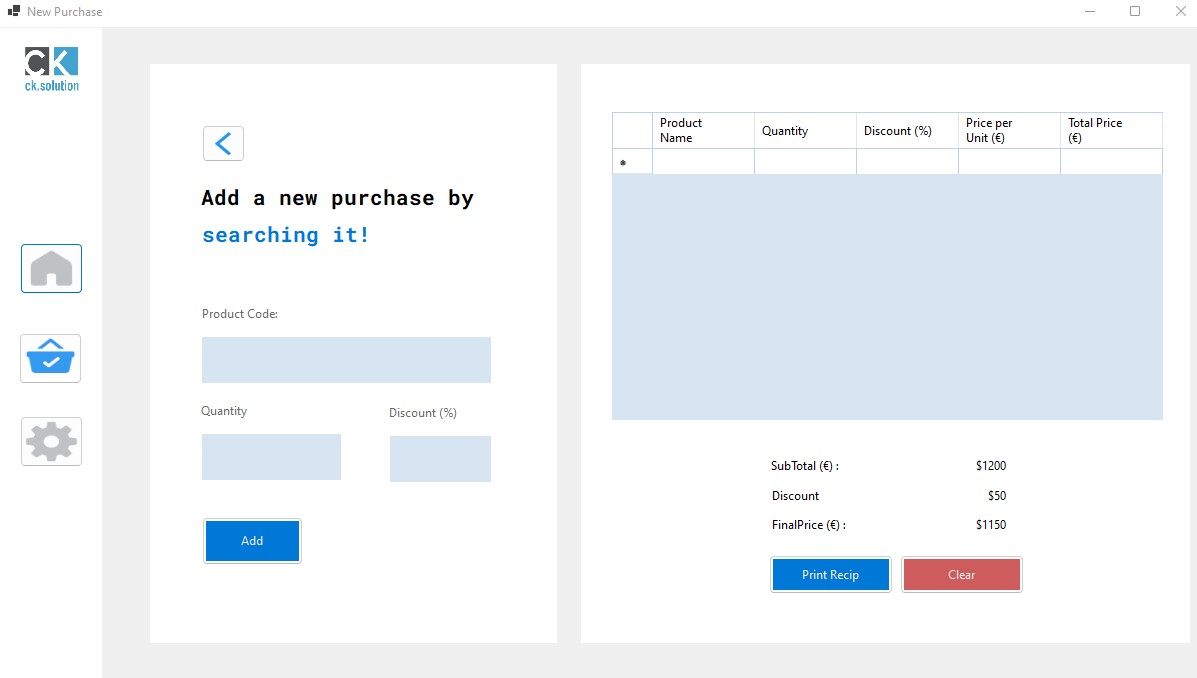 New Purchase
CK
ck.solution
Add a new purchase by
searching it!
Product Code:
Quantity
Discount (%)
Add
Product
Name
Quantity
Discount (%)
Price per
Unit (€)
Total Price
(€)
*
SubTotal (€) :
$1200
Discount
$50
FinalPrice (€) :
$1150
Print Recip
Clear